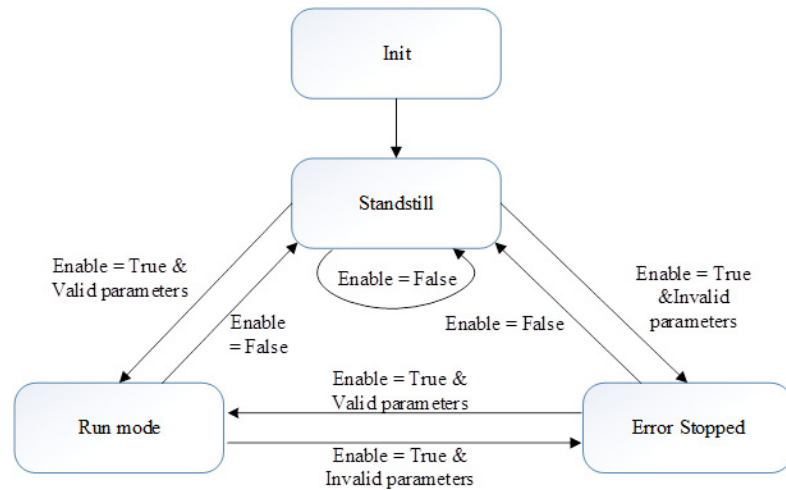 Init
Standstill
Enable = True &
Valid parameters
Enable = False
Enable = True
&Invalid
parameters
Enable
= False
Enable = False
Enable = True &
Valid parameters
Run mode
Error Stopped
Enable = True &
Invalid parameters